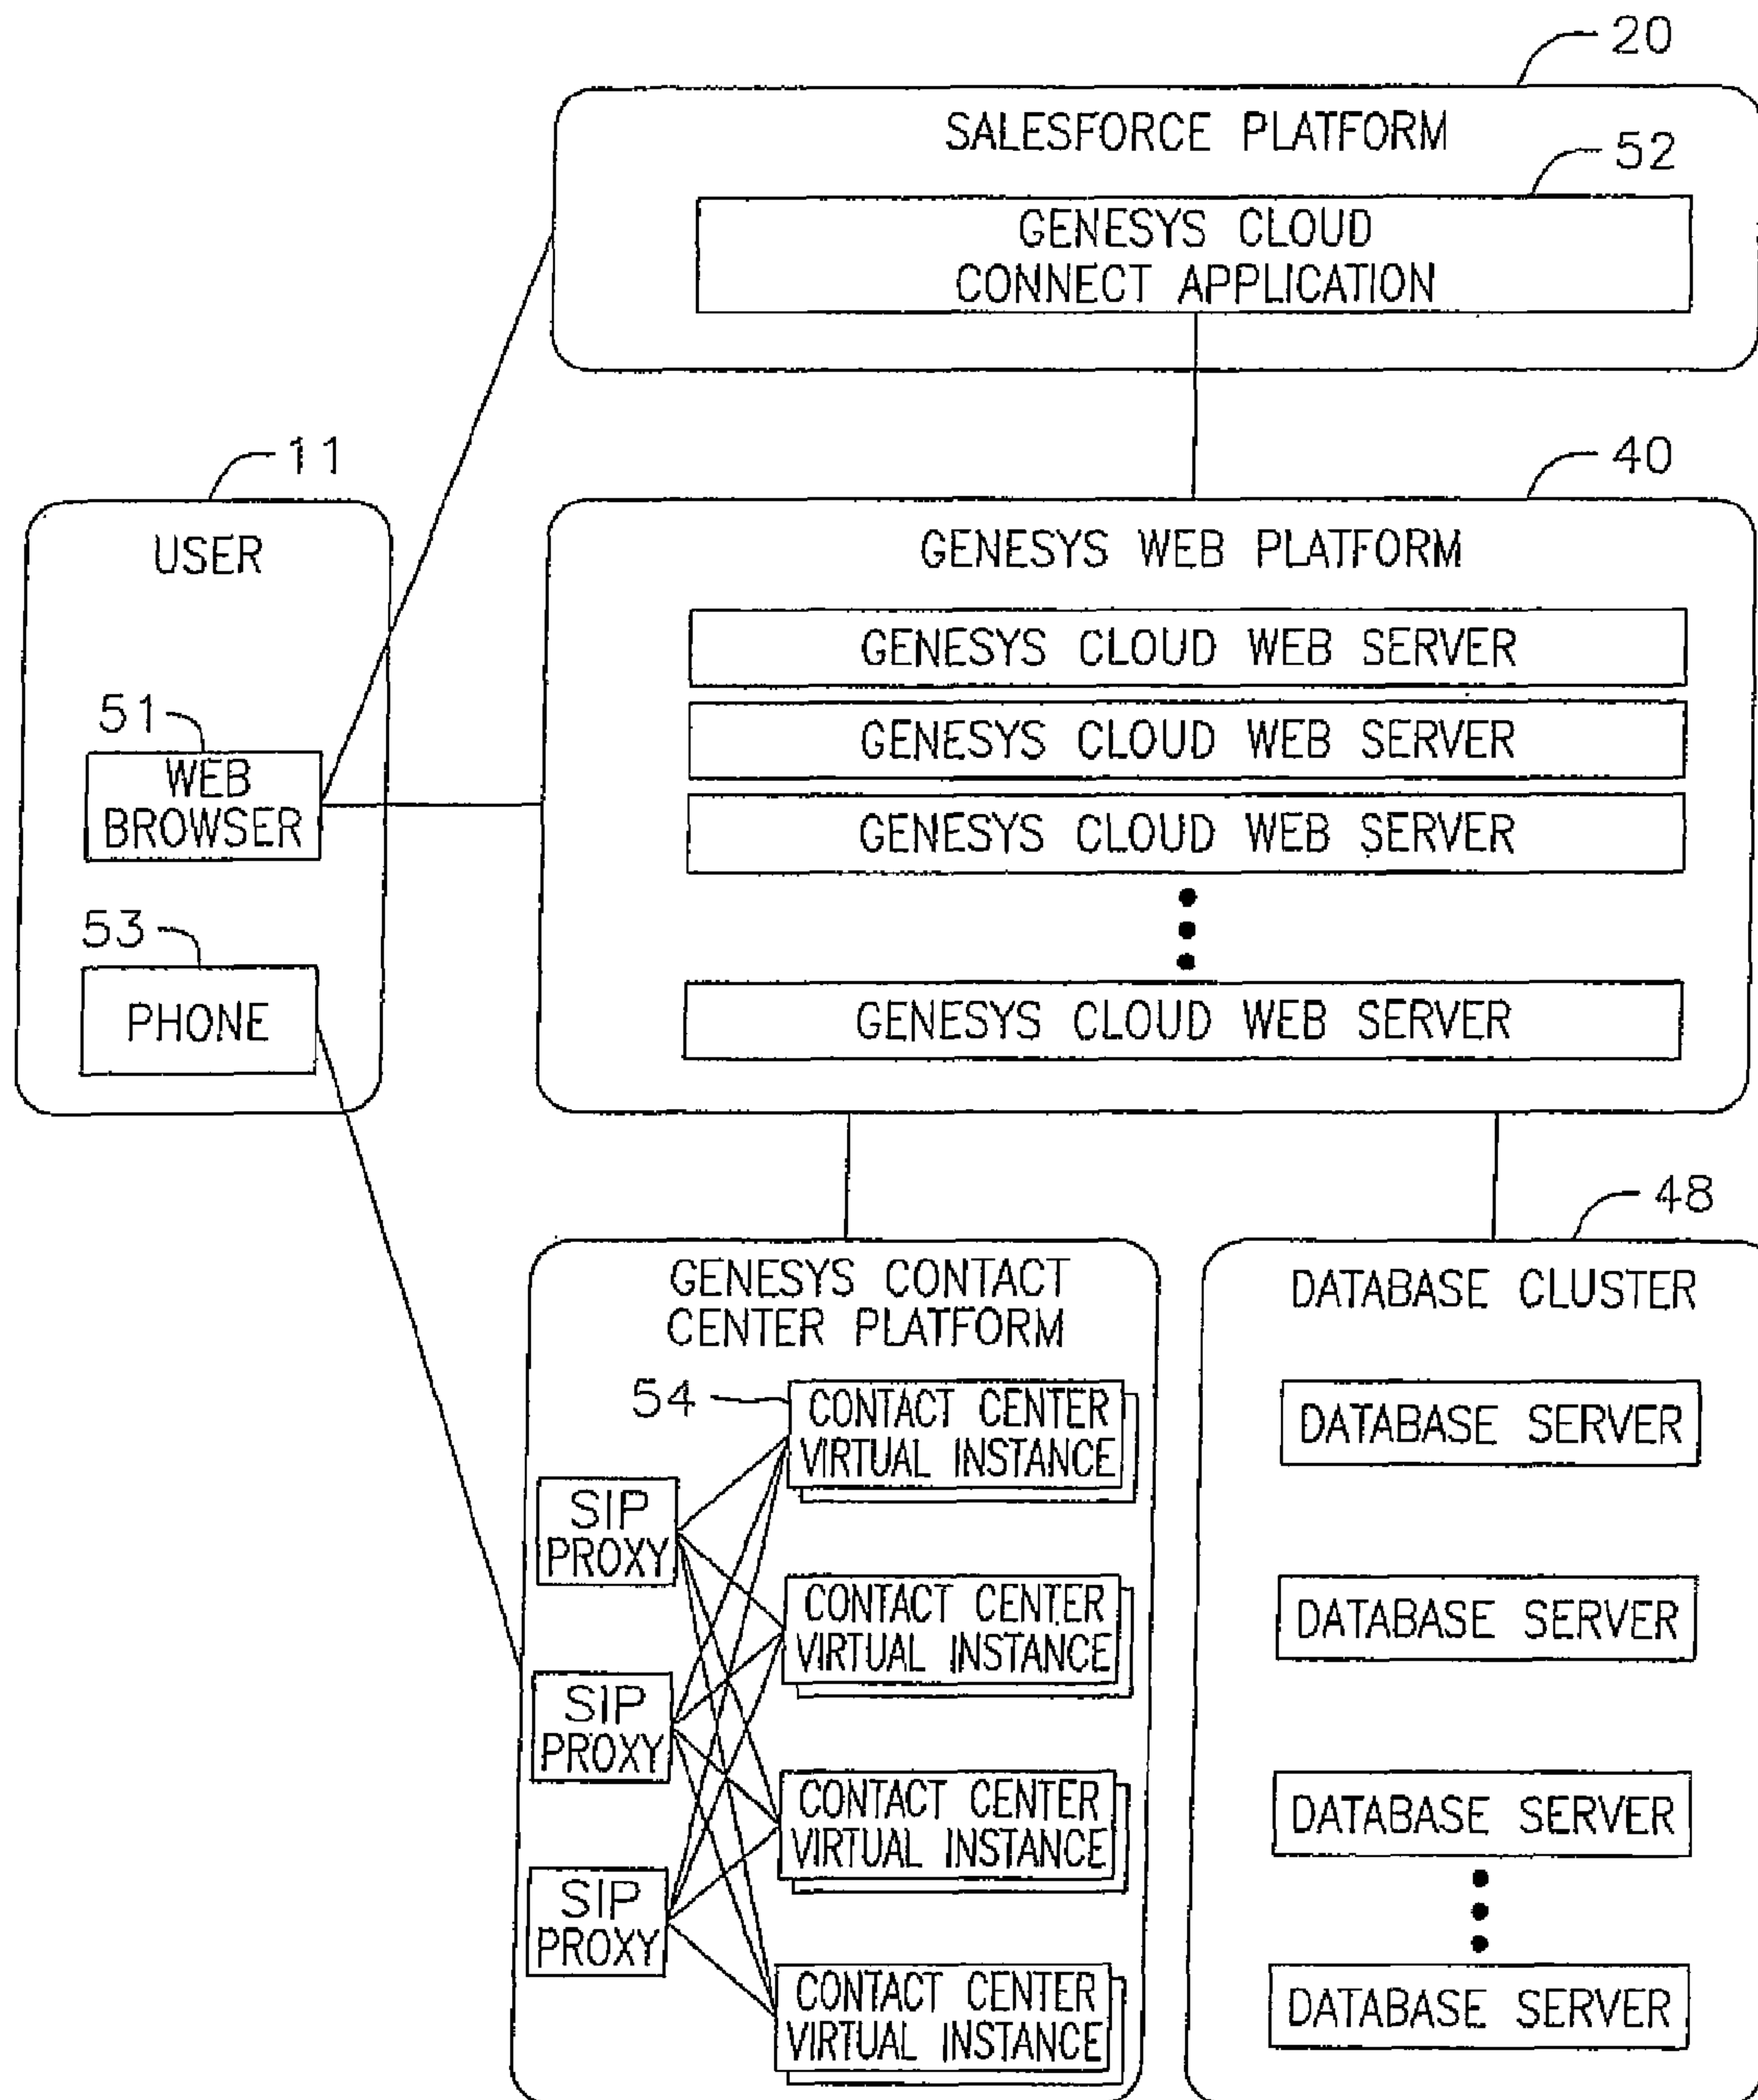 20
SALESFORCE PLATFORM
52
GENESYS CLOUD
CONNECT APPLICATION
11
USER
51
WEB
BROWSER
53
PHONE
40
GENESYS WEB PLATFORM
GENESYS CLOUD WEB SERVER
GENESYS CLOUD WEB SERVER
GENESYS CLOUD WEB SERVER
GENESYS CLOUD WEB SERVER
GENESYS CONTACT
CENTER PLATFORM
54
CONTACT CENTER
VIRTUAL INSTANCE
SIP
PROXY
CONTACT CENTER
VIRTUAL INSTANCE
SIP
PROXY
CONTACT CENTER
VIRTUAL INSTANCE
SIP
PROXY
CONTACT CENTER
VIRTUAL INSTANCE
48
DATABASE CLUSTER
DATABASE SERVER
DATABASE SERVER
DATABASE SERVER
DATABASE SERVER